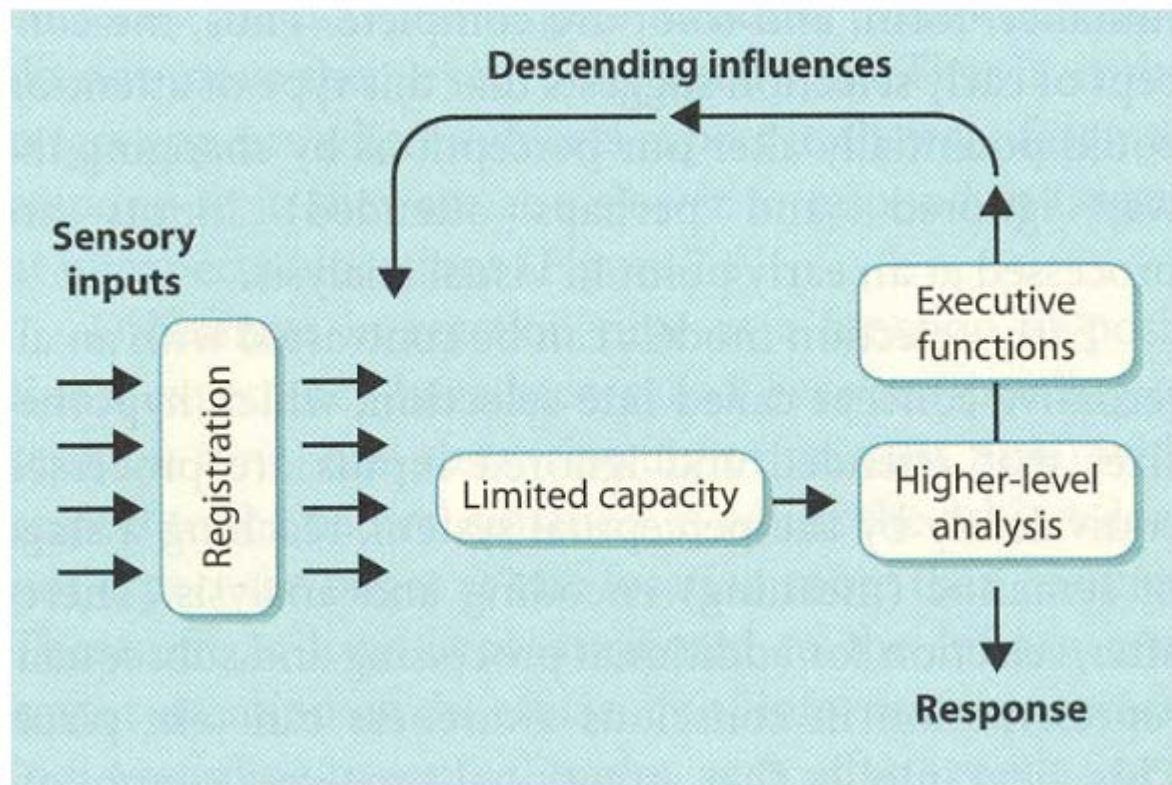 Descending influences
Sensory
inputs
Registration
Limited capacity
Executive
functions
Higher-level
analysis
Response